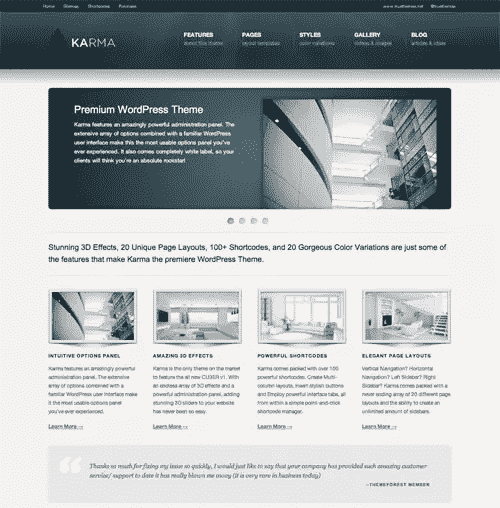 Home Sitemap Shortcodes Purchase
KARMA
FEATURES PAGES STYLES GALLERY BLOG
about this theme layout templates color variations videos & images articles & ideas
Premium WordPress Theme
Karma features an amazingly powerful administration panel. The
extensive array of options combined with a familiar WordPress
user interface make this the most usable options panel you've
ever experienced. It also comes completely white label, so your
clients will think you're an absolute rockstar!
Stunning 3D Effects, 20 Unique Page Layouts, 100+ Shortcodes, and 20 Gorgeous Color Variations are just some of
the features that make Karma the premiere WordPress Theme.
INTUITIVE OPTIONS PANEL
Karma features an amazingly powerful
administration panel. The extensive
array of options combined with a
familiar WordPress user interface make
it the most usable options panel
you've ever experienced.
Learn More →
AMAZING 3D EFFECTS
Karma is the only theme on the market
to feature the all new CU3ER v1. With
an endless array of 3D effects and a
powerful administration panel, adding
stunning 3D sliders to your website
has never been so easy.
Learn More →
POWERFUL SHORTCODES
Karma comes packed with over 100
powerful shortcodes. Create Multi-
column layouts, insert stylish buttons
and Employ powerful interface tabs, all
from within a simple point-and-click
shortcode manager.
Learn More →
ELEGANT PAGE LAYOUTS
Vertical Navigation? Horizontal
Navigation? Left Sidebar? Right
Sidebar? Karma comes packed with a
never ending array of 20 different page
layouts and the ability to create an
unlimited amount of sidebars.
Learn More →
Thanks so much for fixing my issue so quickly, I would just like to say that your company has provided such amazing customer
service/ support to date it has really blown me away (it is very rare in business today)
-THEMEFOREST MEMBER